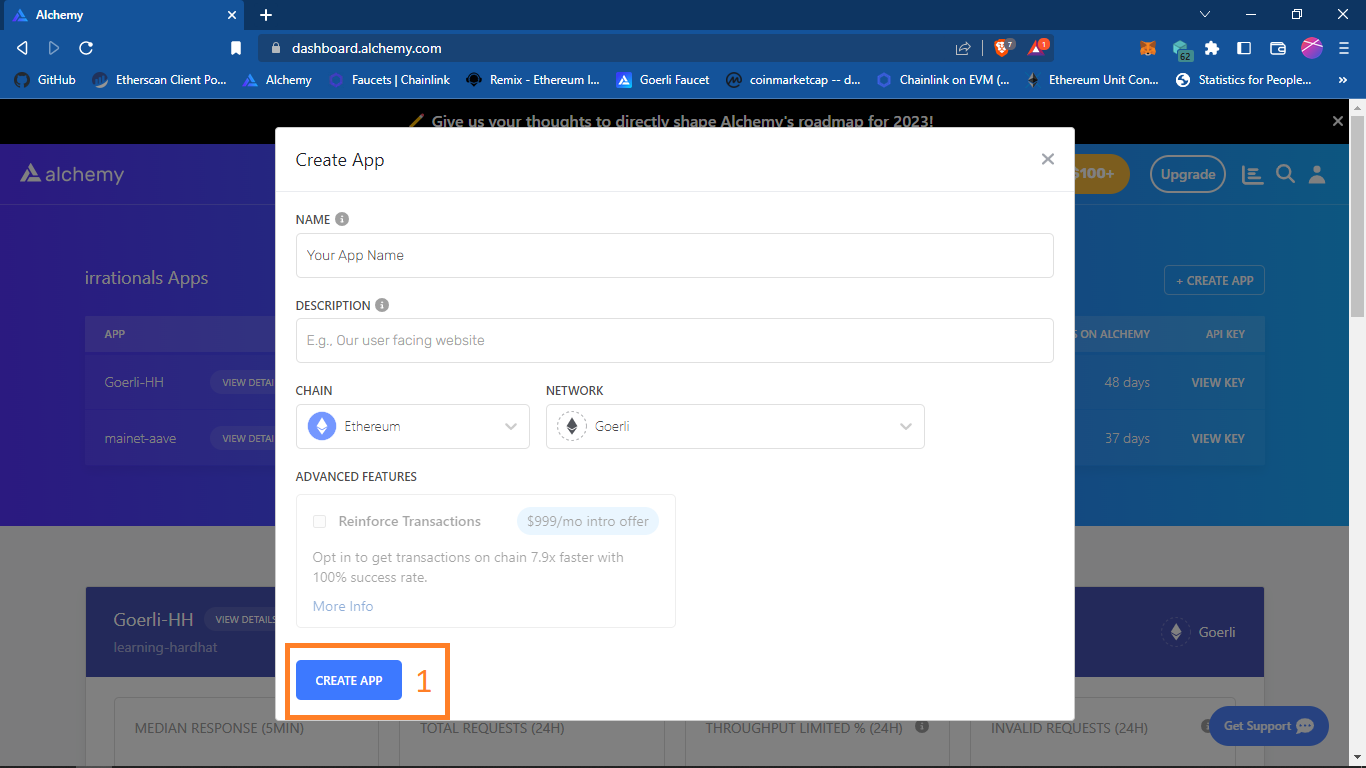 Alchemy
dashboard.alchemy.com
7
1
62
GitHub
Etherscan Client Po...
Alchemy
Faucets | Chainlink
Remix - Ethereum I...
Goerli Faucet
coinmarketcap -- d...
Chainlink on EVM (...
Ethereum Unit Con...
Statistics for People...
»
Give us your thoughts to directly shape Alchemy's roadmap for 2023!
alchemy
$100+
Upgrade
Create App
NAME
Your App Name
irrationals Apps
+ CREATE APP
DESCRIPTION
E.g., Our user facing website
APP
S ON ALCHEMY
API KEY
Goerli-HH
VIEW DETAI
48 days
VIEW KEY
CHAIN
NETWORK
Ethereum
Goerli
mainet-aave
VIEW DETAI
37 days
VIEW KEY
ADVANCED FEATURES
Reinforce Transactions
$999/mo intro offer
Opt in to get transactions on chain 7.9x faster with
100% success rate.
More Info
Goerli-HH
VIEW DETAILS
learning-hardhat
Goerli
CREATE APP
1
MEDIAN RESPONSE (5MIN)
TOTAL REQUESTS (24H)
THROUGHPUT LIMITED % (24H)
INVALID REQUESTS (24H)
Get Support